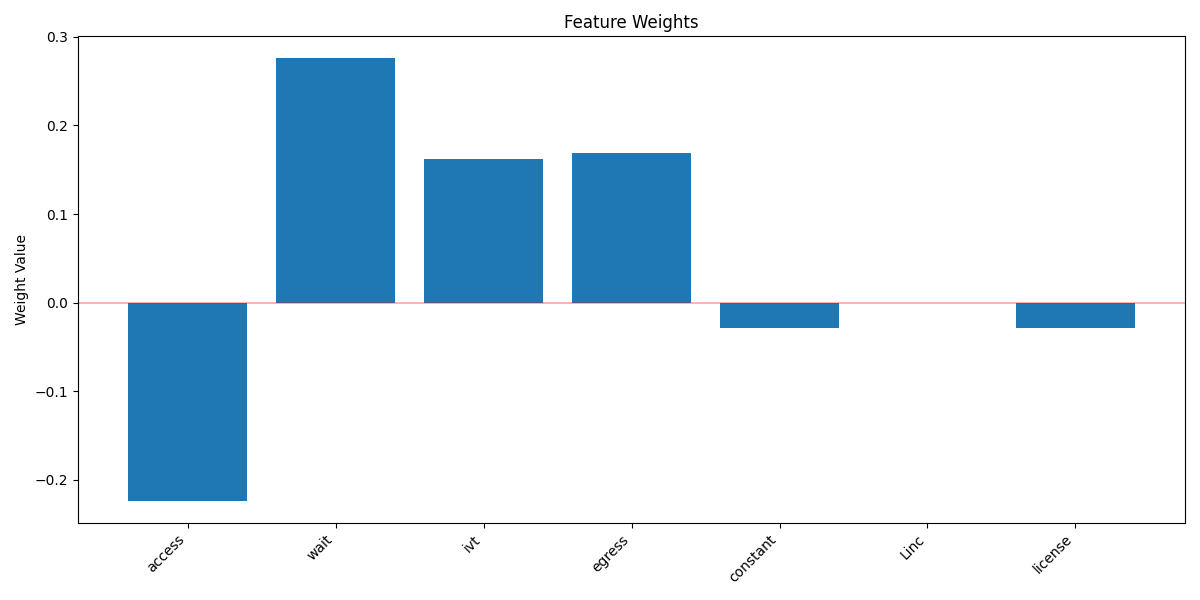 Feature Weights
Weight Value
0.3
0.2
0.1
0.0
−0.1
−0.2
access
wait
ivt
egress
constant
Linc
license